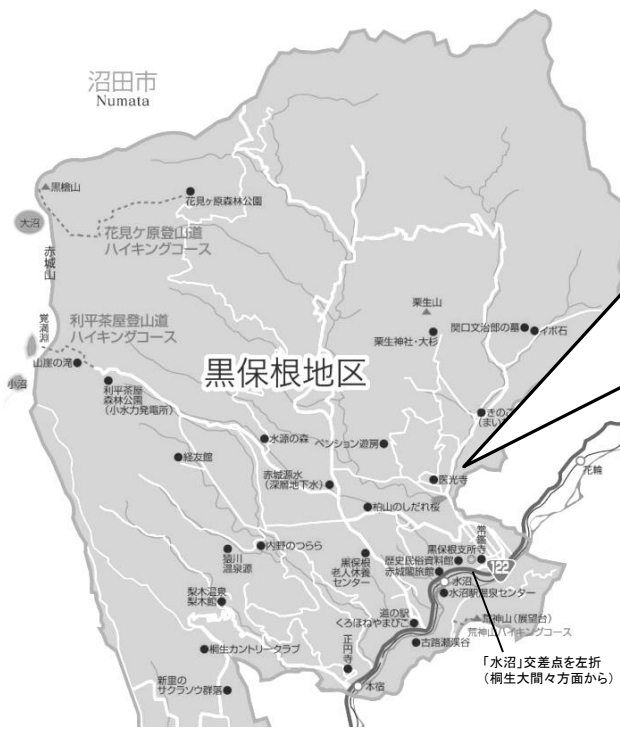 沼田市
Numata
黒檜山
大沼
花見ヶ原森林公園
花見ヶ原登山道
ハイキングコース
赤城山
覚満淵
利平茶屋登山道
ハイキングコース
小沼
山崖の滝
利平茶屋
森林公園
(小水力発電所)
黒保根地区
栗生山
栗生神社・大杉
関口文治郎の墓
イボ石
きのこ
(まい
水源の森
ペンション遊房
経友館
赤城源水
(深層地下水)
医光寺
花輪
柏山のしだれ桜
常鑑寺
猿川
温泉源
内野のつらら
黒保根
老人休養
センター
黒保根支所
歴史民俗資料館
赤城閣旅館
122
水沼
水沼駅温泉センター
梨木温泉
梨木館
道の駅
くろほねやまびこ
荒神山(展望台)
荒神山ハイキングコース
古路瀬渓谷
正円寺
桐生カントリークラブ
新里の
サクラソウ群落
本宿
「水沼」交差点を左折
(桐生大間々方面から)